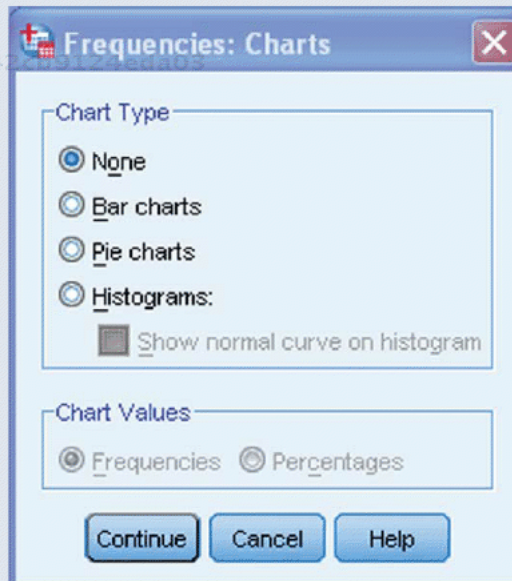 Frequencies: Charts
Chart Type
None
Bar charts
Pie charts
Histograms:
Show normal curve on histogram
Chart Values
Frequencies Percentages
Continue Cancel Help